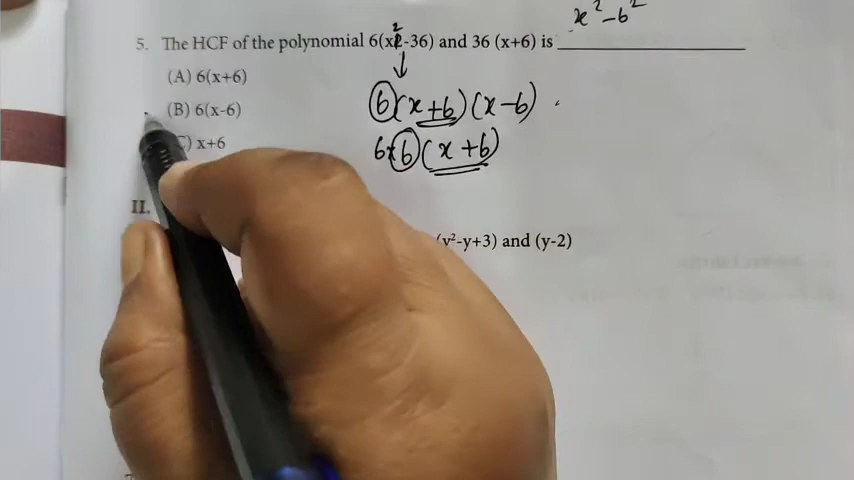 x² - 6²
5. The HCF of the polynomial 6(x²-36) and 36 (x+6) is
(A) 6(x+6)
6(x+6)(x-6)
(B) 6(x-6)
) x+6
6×6(x+6)
II.
(y²-y+3) and (y-2)